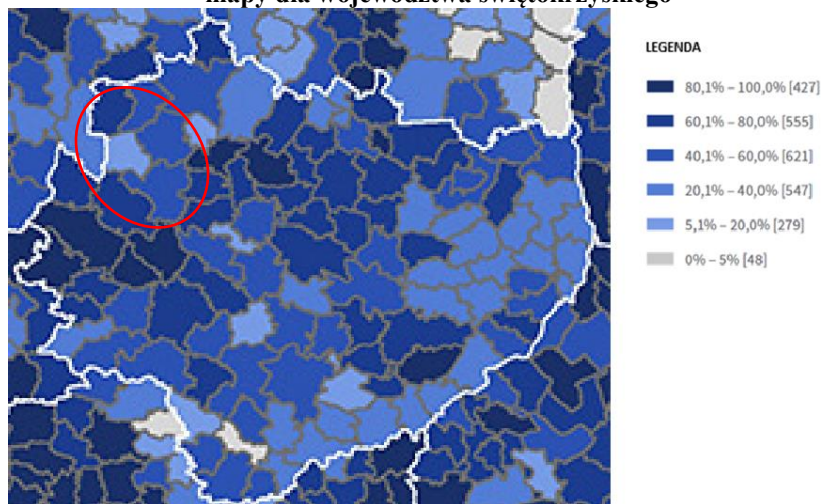 mapy dla województwa świętokrzyskiego
LEGENDA
80,1% – 100,0% [427]
60,1% – 80,0% [555]
40,1% – 60,0% [621]
20,1% – 40,0% [547]
5,1% – 20,0% [279]
0% – 5% [48]